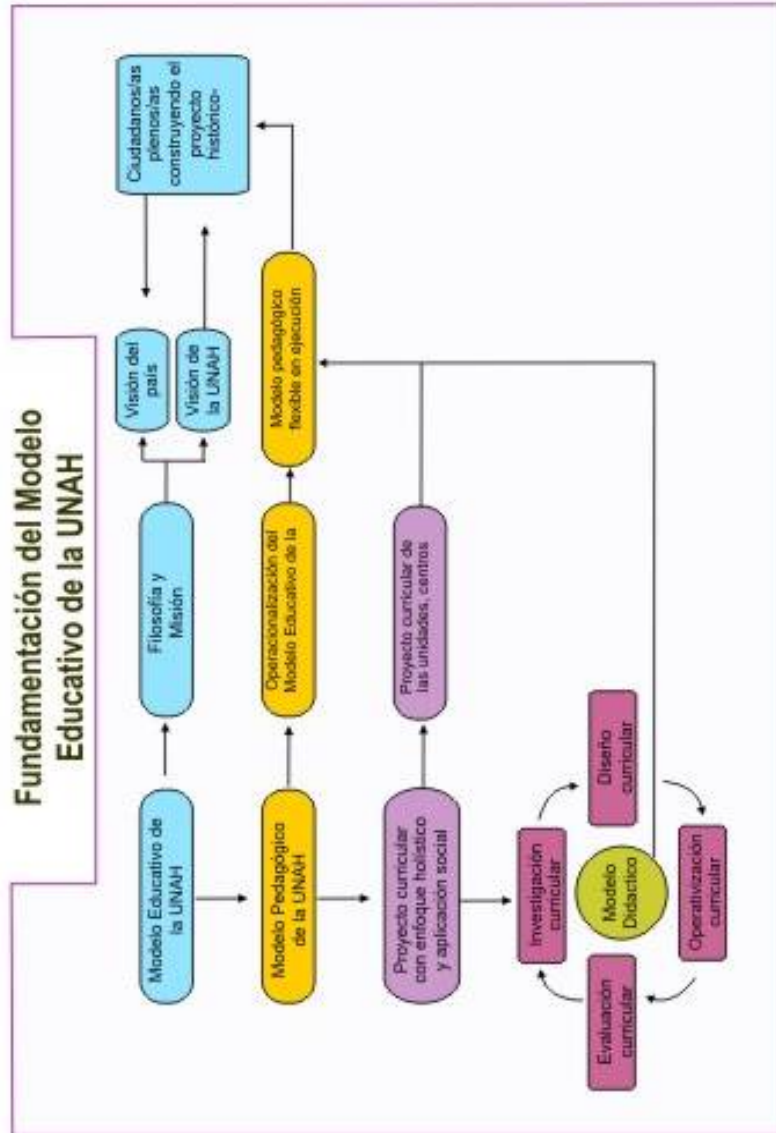 Fundamentación del Modelo
Educativo de la UNAH
Modelo Educativo de
la UNAH
Filosofía y
Misión
Visión del
país
Visión de
la UNAH
Ciudadanos/as
plenos/as
construyendo el
proyecto
histórico-
Modelo Pedagógico
de la UNAH
Operacionalización del
Modelo Educativo de la
Modelo pedagógico
flexible en ejecución
Proyecto curricular
con enfoque holístico
y aplicación social
Proyecto curricular de
las unidades, centros
Investigación
curricular
Diseño
curricular
Operativización
curricular
Evaluación
curricular
Modelo
Didactico